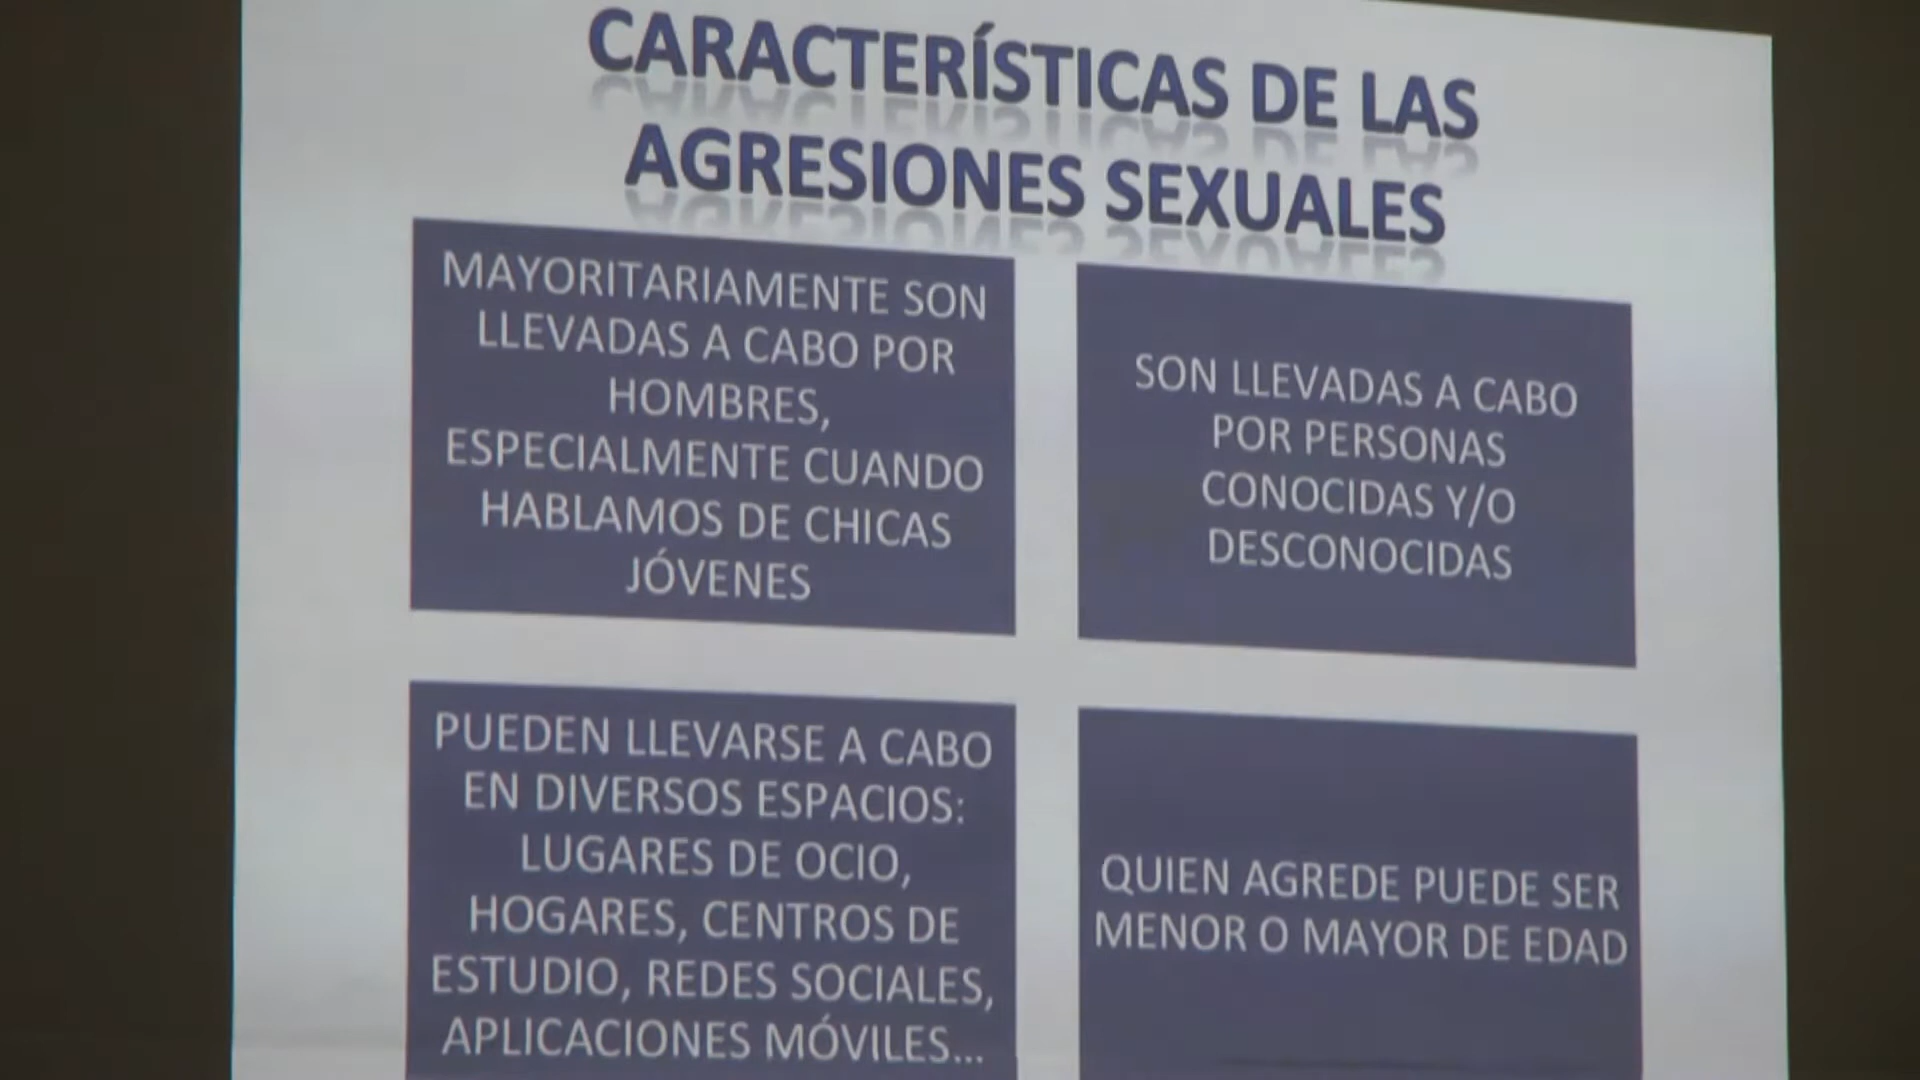 CARACTERÍSTICAS DE LAS
AGRESIONES SEXUALES
MAYORITARIAMENTE SON
LLEVADAS A CABO POR
HOMBRES,
ESPECIALMENTE CUANDO
HABLAMOS DE CHICAS
JÓVENES
SON LLEVADAS A CABO
POR PERSONAS
CONOCIDAS Y/O
DESCONOCIDAS
PUEDEN LLEVARSE A CABO
EN DIVERSOS ESPACIOS:
LUGARES DE OCIO,
HOGARES, CENTROS DE
ESTUDIO, REDES SOCIALES,
APLICACIONES MÓVILES...
QUIEN AGREDE PUEDE SER
MENOR O MAYOR DE EDAD